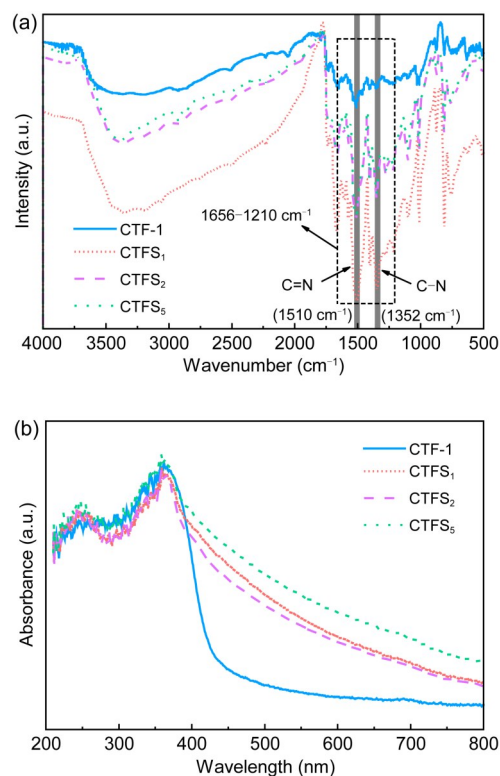 (a)
Intensity (a.u.)
CTF-1
CTFS₁
CTFS₂
CTFS₅
1656–1210 cm⁻¹
C=N
(1510 cm⁻¹)
C–N
(1352 cm⁻¹)
4000 3500 3000 2500 2000 1500 1000 500
Wavenumber (cm⁻¹)
(b)
Absorbance (a.u.)
CTF-1
CTFS₁
CTFS₂
CTFS₅
200 300 400 500 600 700 800
Wavelength (nm)